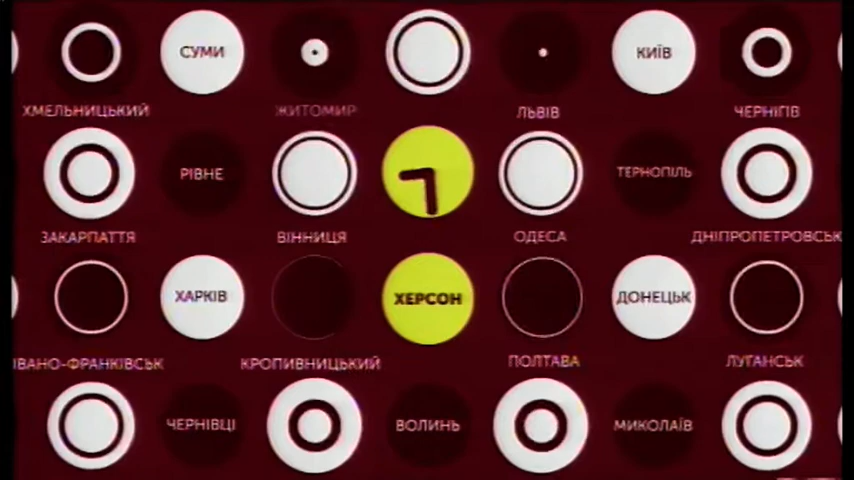 СУМИ
КИЇВ
ХМЕЛЬНИЦЬКИЙ
ЖИТОМИР
ЛЬВІВ
ЧЕРНІГІВ
РІВНЕ
ТЕРНОПІЛЬ
ЗАКАРПАТТЯ
ВІННИЦЯ
ОДЕСА
ДНІПРОПЕТРОВСЬК
ХАРКІВ
ХЕРСОН
ДОНЕЦЬК
ІВАНО-ФРАНКІВСЬК
КРОПИВНИЦЬКИЙ
ПОЛТАВА
ЛУГАНСЬК
ЧЕРНІВЦІ
ВОЛИНЬ
МИКОЛАЇВ